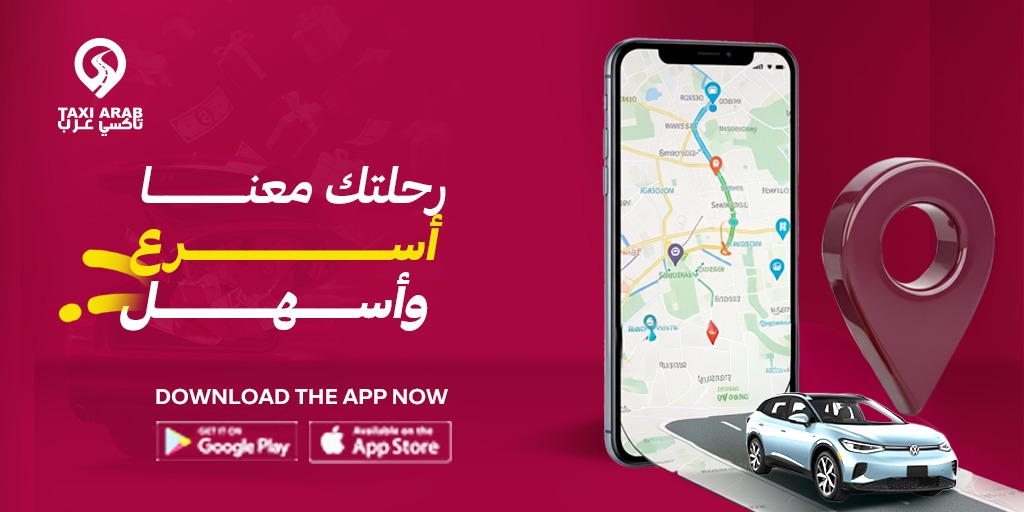 TAXI ARAB
تاكسي عرب
رحلتك معنا
أسرع
وأسهل
DOWNLOAD THE APP NOW
GET IT ON
Google Play
Available on the
App Store